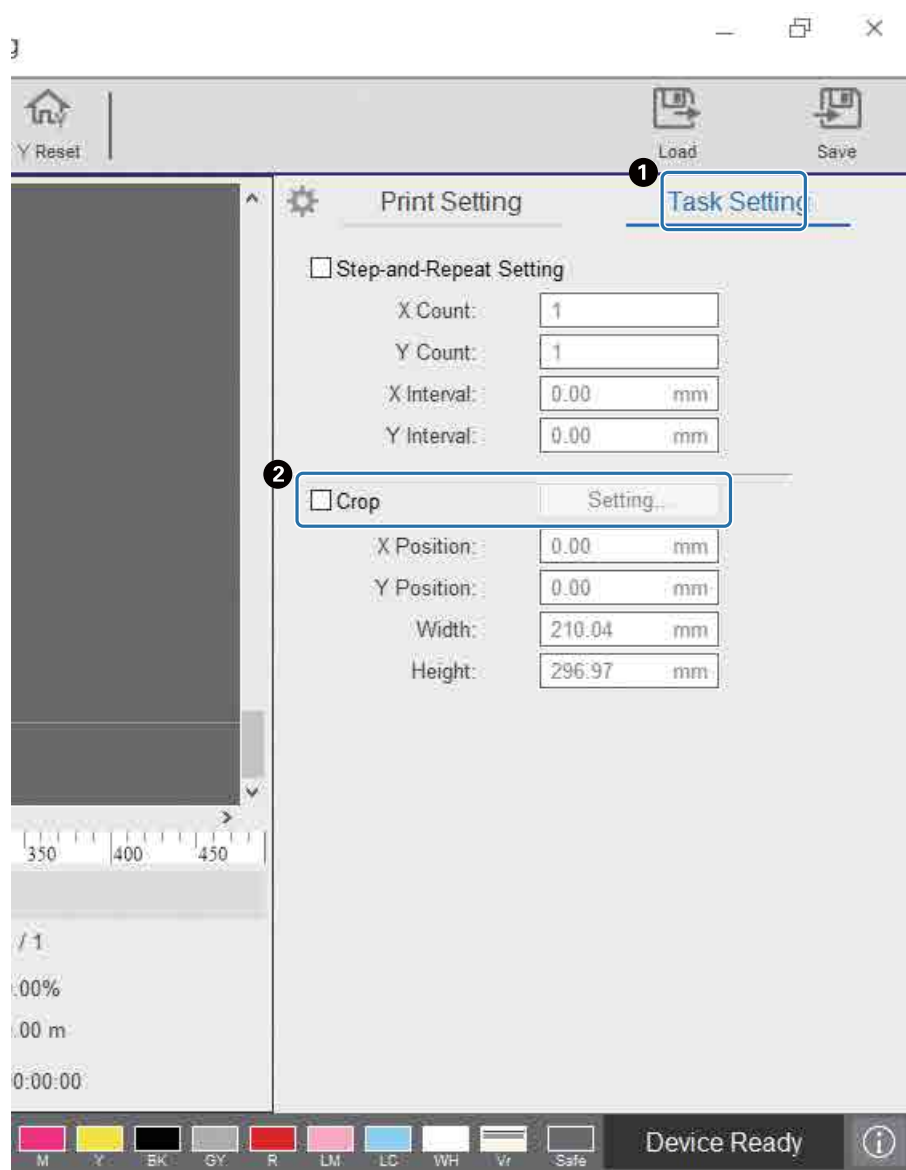 g
Y Reset
Load
Save
1
Print Setting
Task Setting
Step-and-Repeat Setting
X Count: 1
Y Count: 1
X Interval: 0.00 mm
Y Interval: 0.00 mm
2
Crop
Setting...
X Position: 0.00 mm
Y Position: 0.00 mm
Width: 210.04 mm
Height: 296.97 mm
350 400 450
/ 1
.00%
.00 m
0:00:00
M Y BK GY R LM LC WH Vr Safe
Device Ready